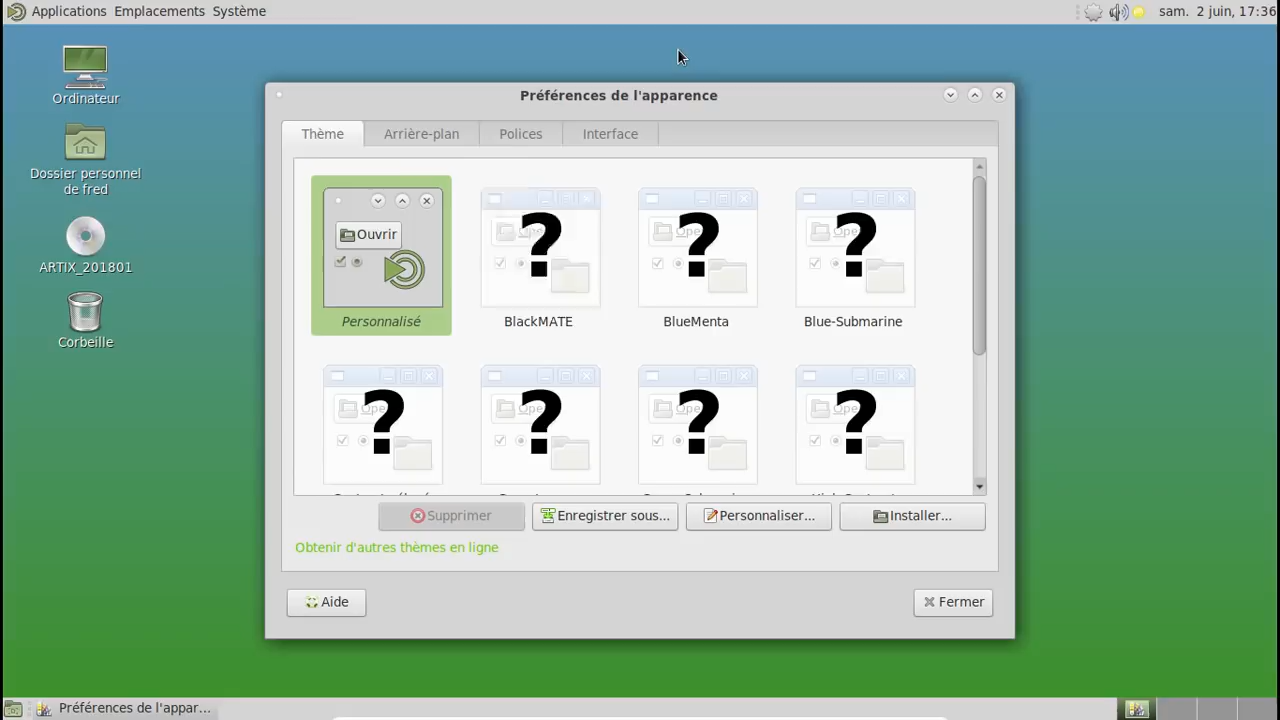 Applications Emplacements Système
sam. 2 juin, 17:36
Ordinateur
Dossier personnel
de fred
ARTIX_201801
Corbeille
Préférences de l'apparence
Thème Arrière-plan Polices Interface
Ouvrir
Personnalisé BlackMATE BlueMenta Blue-Submarine
Supprimer Enregistrer sous... Personnaliser... Installer...
Obtenir d'autres thèmes en ligne
Aide Fermer
Préférences de l'appar...